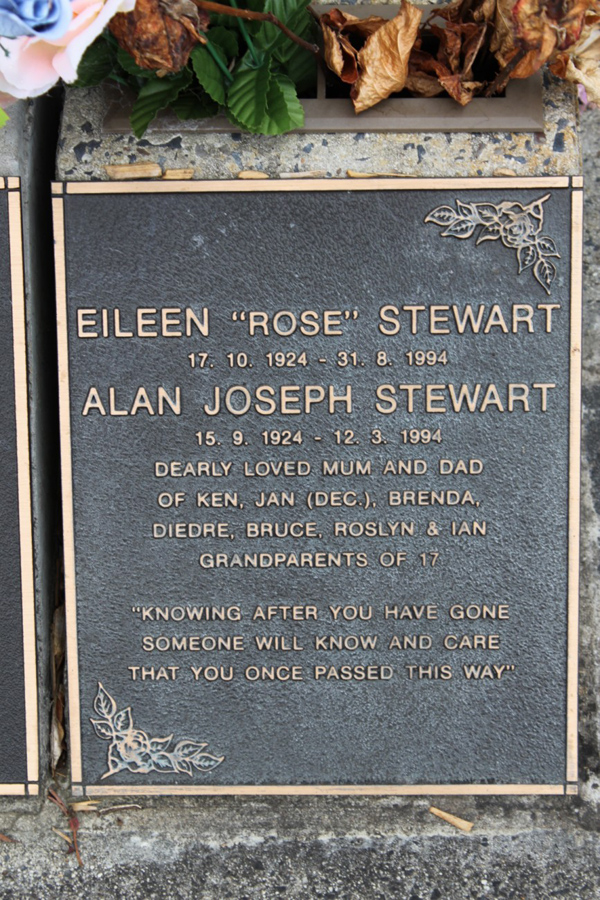 EILEEN "ROSE" STEWART
17. 10. 1924 - 31. 8. 1994
ALAN JOSEPH STEWART
15. 9. 1924 - 12. 3. 1994
DEARLY LOVED MUM AND DAD
OF KEN, JAN (DEC.), BRENDA,
DIEDRE, BRUCE, ROSLYN & IAN
GRANDPARENTS OF 17
"KNOWING AFTER YOU HAVE GONE
SOMEONE WILL KNOW AND CARE
THAT YOU ONCE PASSED THIS WAY"